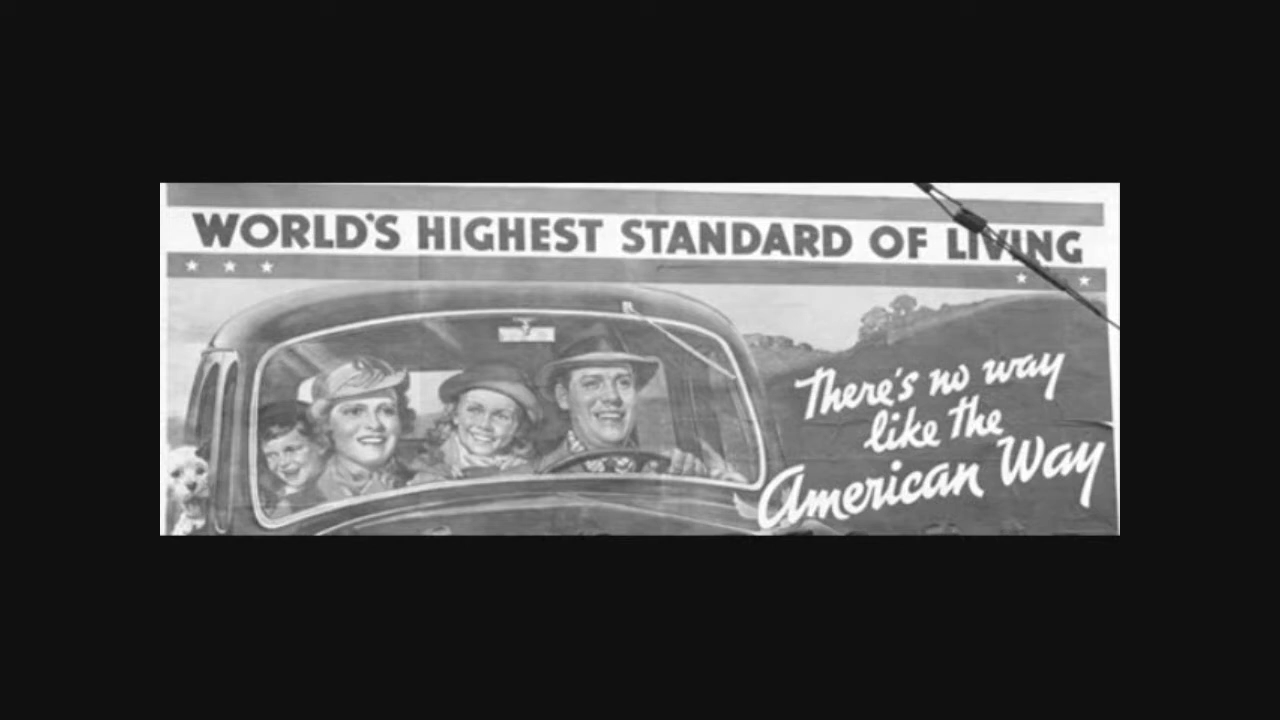 WORLD'S HIGHEST STANDARD OF LIVING
There's no way
like the
American Way